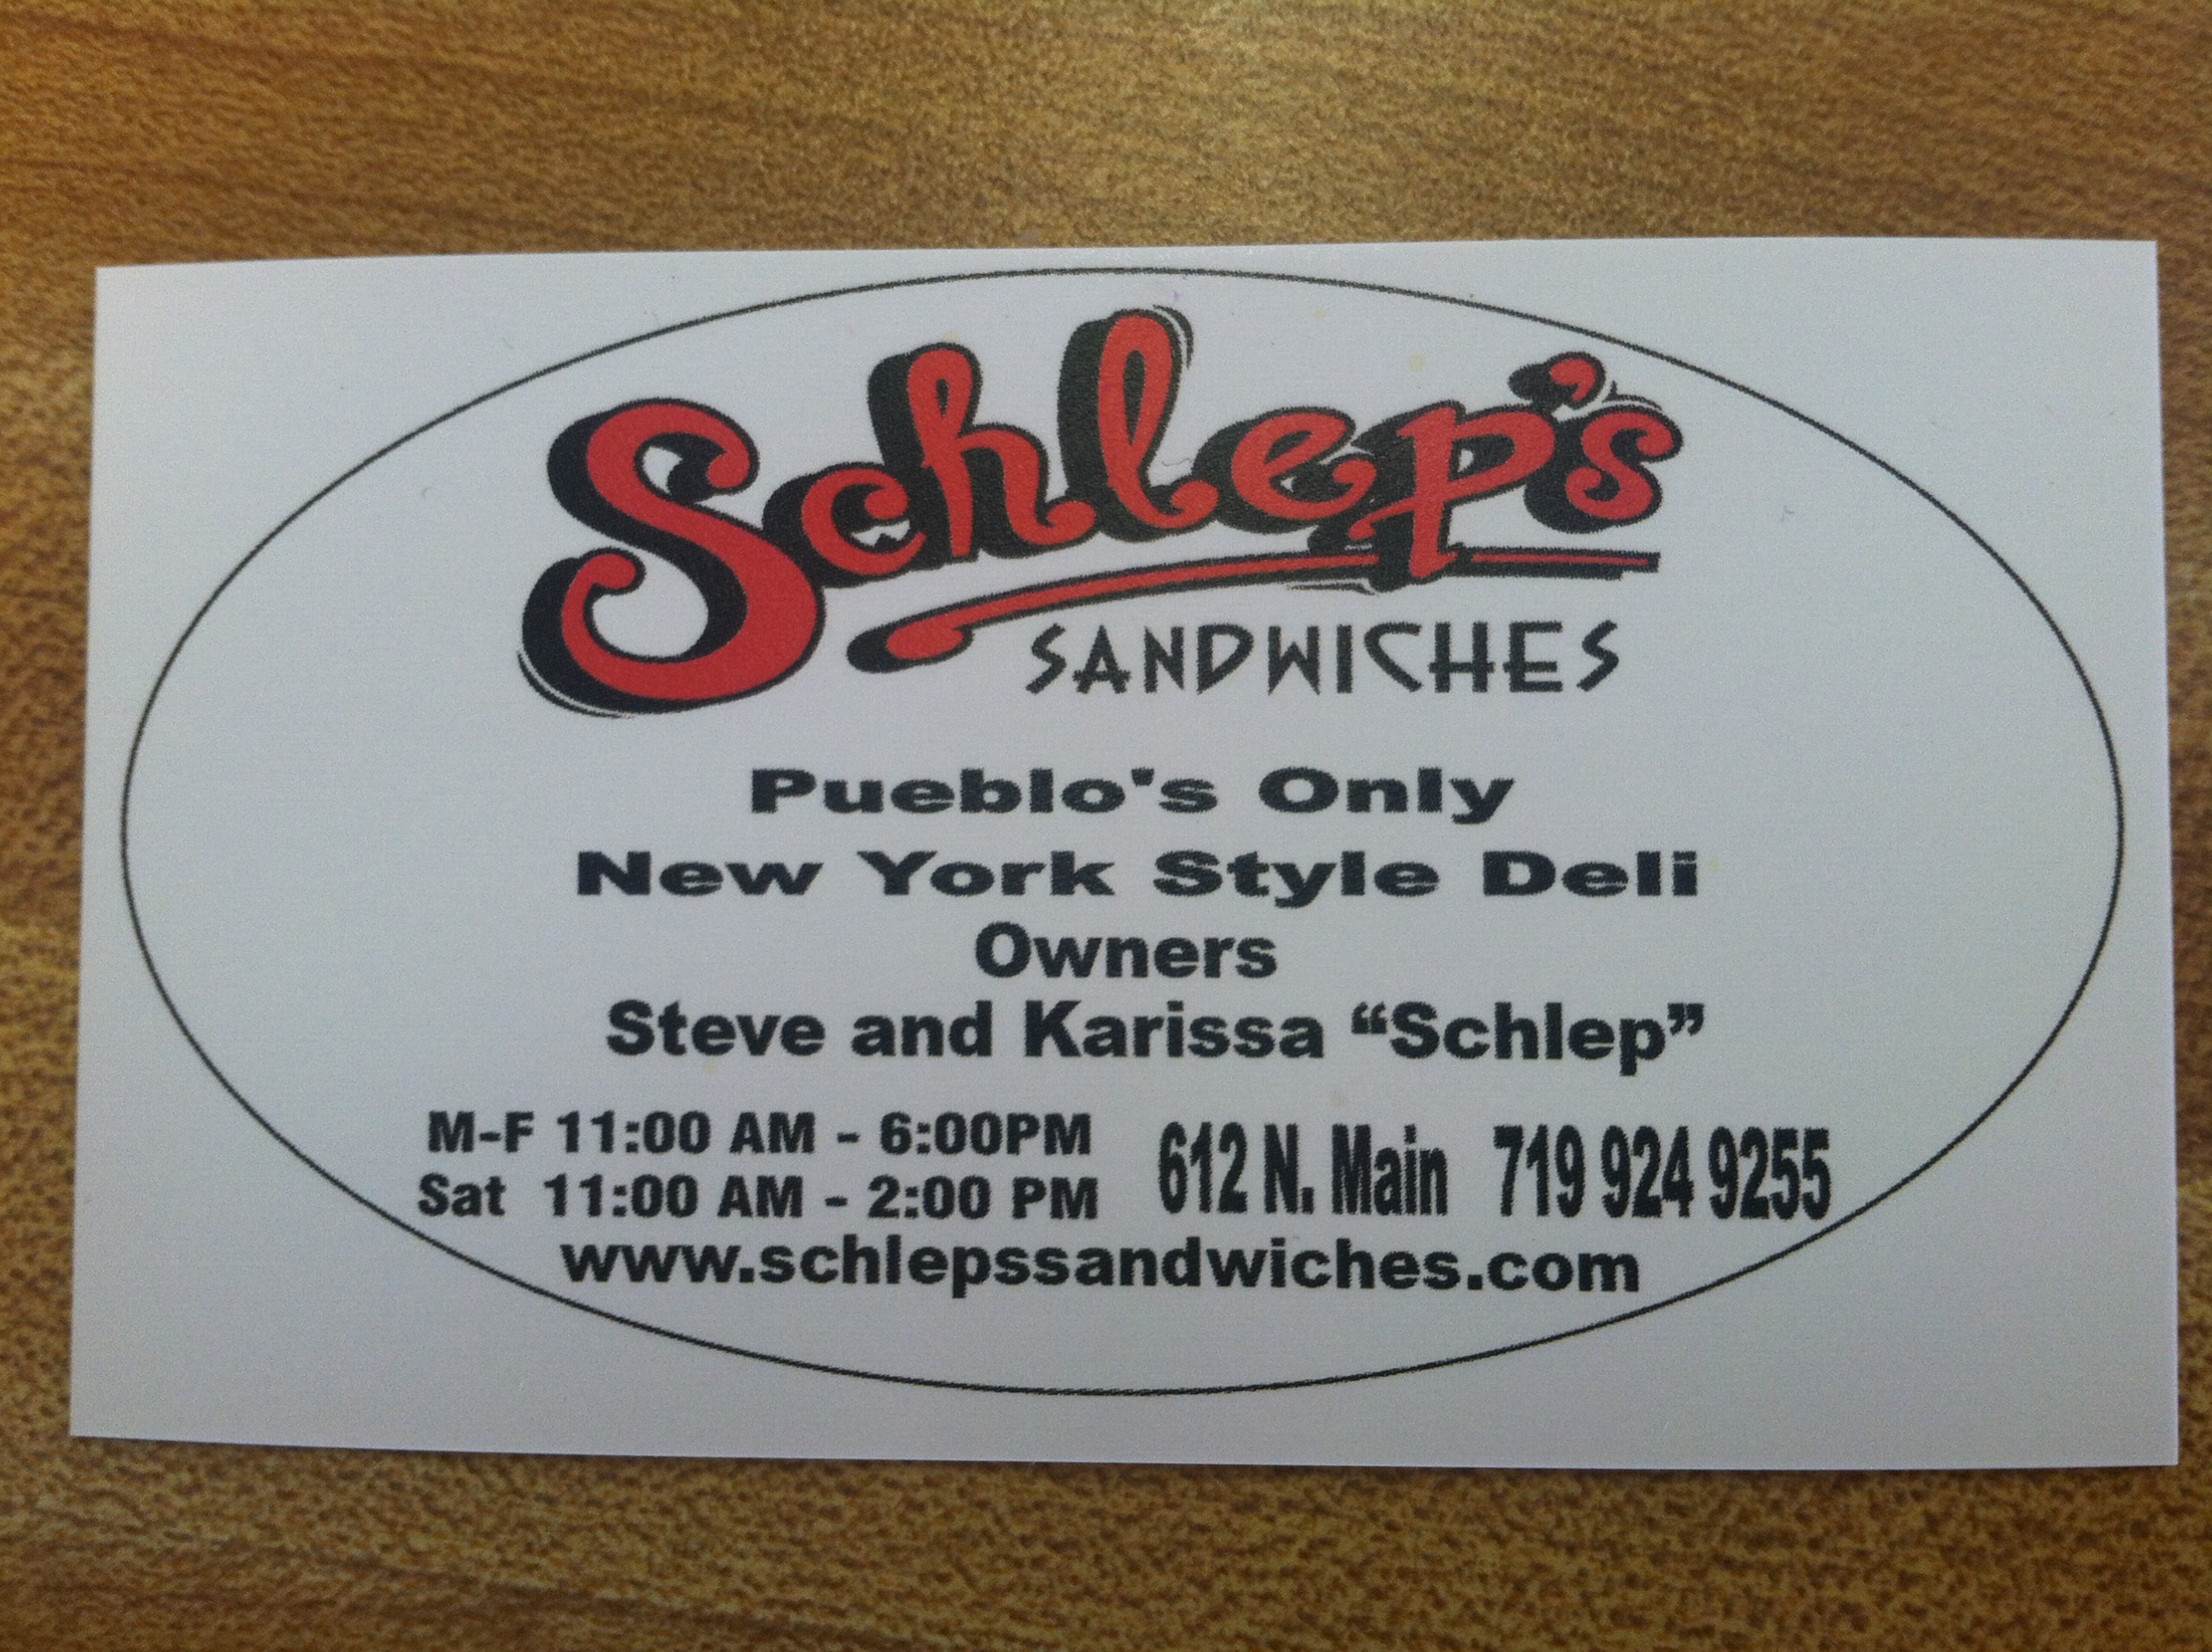 Schlep's
SANDWICHES
Pueblo's Only
New York Style Deli
Owners
Steve and Karissa “Schlep”
M-F 11:00 AM - 6:00PM
Sat 11:00 AM - 2:00 PM
612 N. Main 719 924 9255
www.schlepssandwiches.com